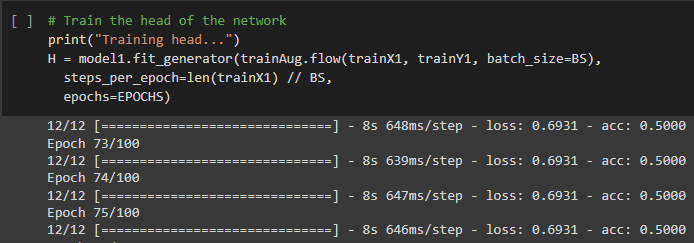 [ ] # Train the head of the network
print("Training head...")
H = model1.fit_generator(trainAug.flow(trainX1, trainY1, batch_size=BS),
steps_per_epoch=len(trainX1) // BS,
epochs=EPOCHS)
12/12 [==============================] - 8s 648ms/step - loss: 0.6931 - acc: 0.5000
Epoch 73/100
12/12 [==============================] - 8s 639ms/step - loss: 0.6931 - acc: 0.5000
Epoch 74/100
12/12 [==============================] - 8s 647ms/step - loss: 0.6931 - acc: 0.5000
Epoch 75/100
12/12 [==============================] - 8s 646ms/step - loss: 0.6931 - acc: 0.5000